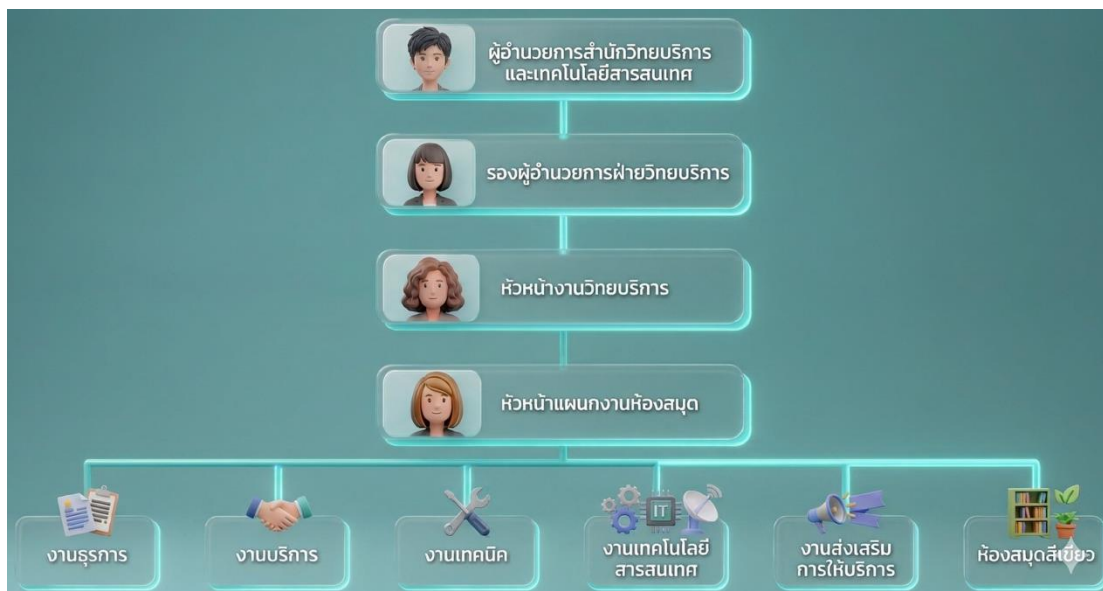 ผู้อำนวยการสำนักวิทยบริการ
และเทคโนโลยีสารสนเทศ
รองผู้อำนวยการฝ่ายวิทยบริการ
หัวหน้างานวิทยบริการ
หัวหน้าแผนกงานห้องสมุด
IT
งานธุรการ
งานบริการ
งานเทคนิค
งานเทคโนโลยี
สารสนเทศ
งานส่งเสริม
การให้บริการ
ห้องสมุดสีเขียว